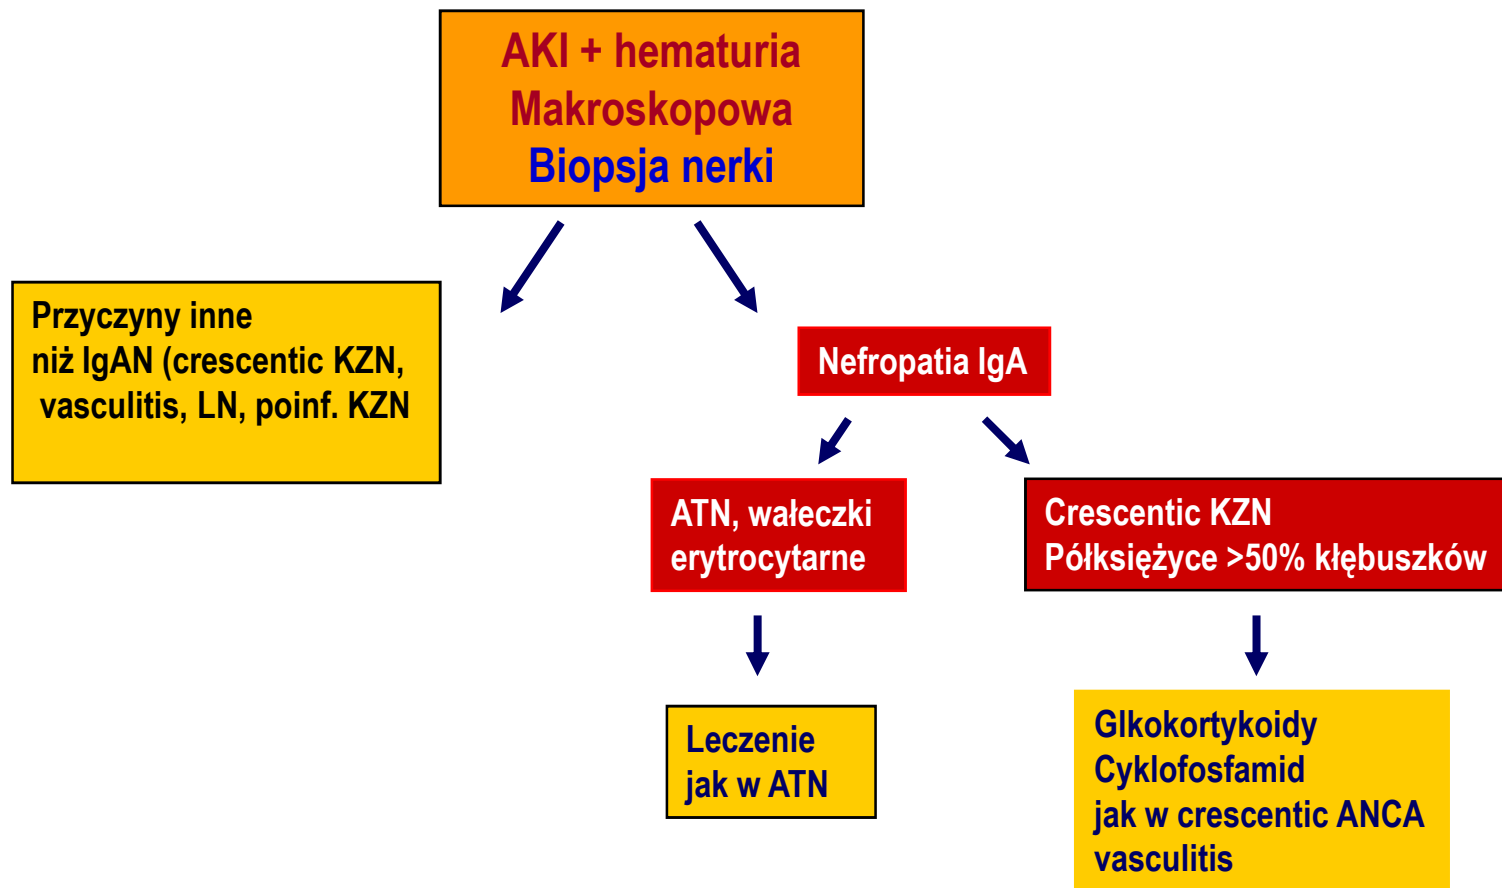 AKI + hematuria
Makroskopowa
Biopsja nerki
Przyczyny inne
niż IgAN (crescentic KZN,
vasculitis, LN, poinf. KZN
Nefropatia IgA
ATN, wałeczki
erytrocytarne
Crescentic KZN
Półksiężyce >50% kłębuszków
Leczenie
jak w ATN
Glkokortykoidy
Cyklofosfamid
jak w crescentic ANCA
vasculitis